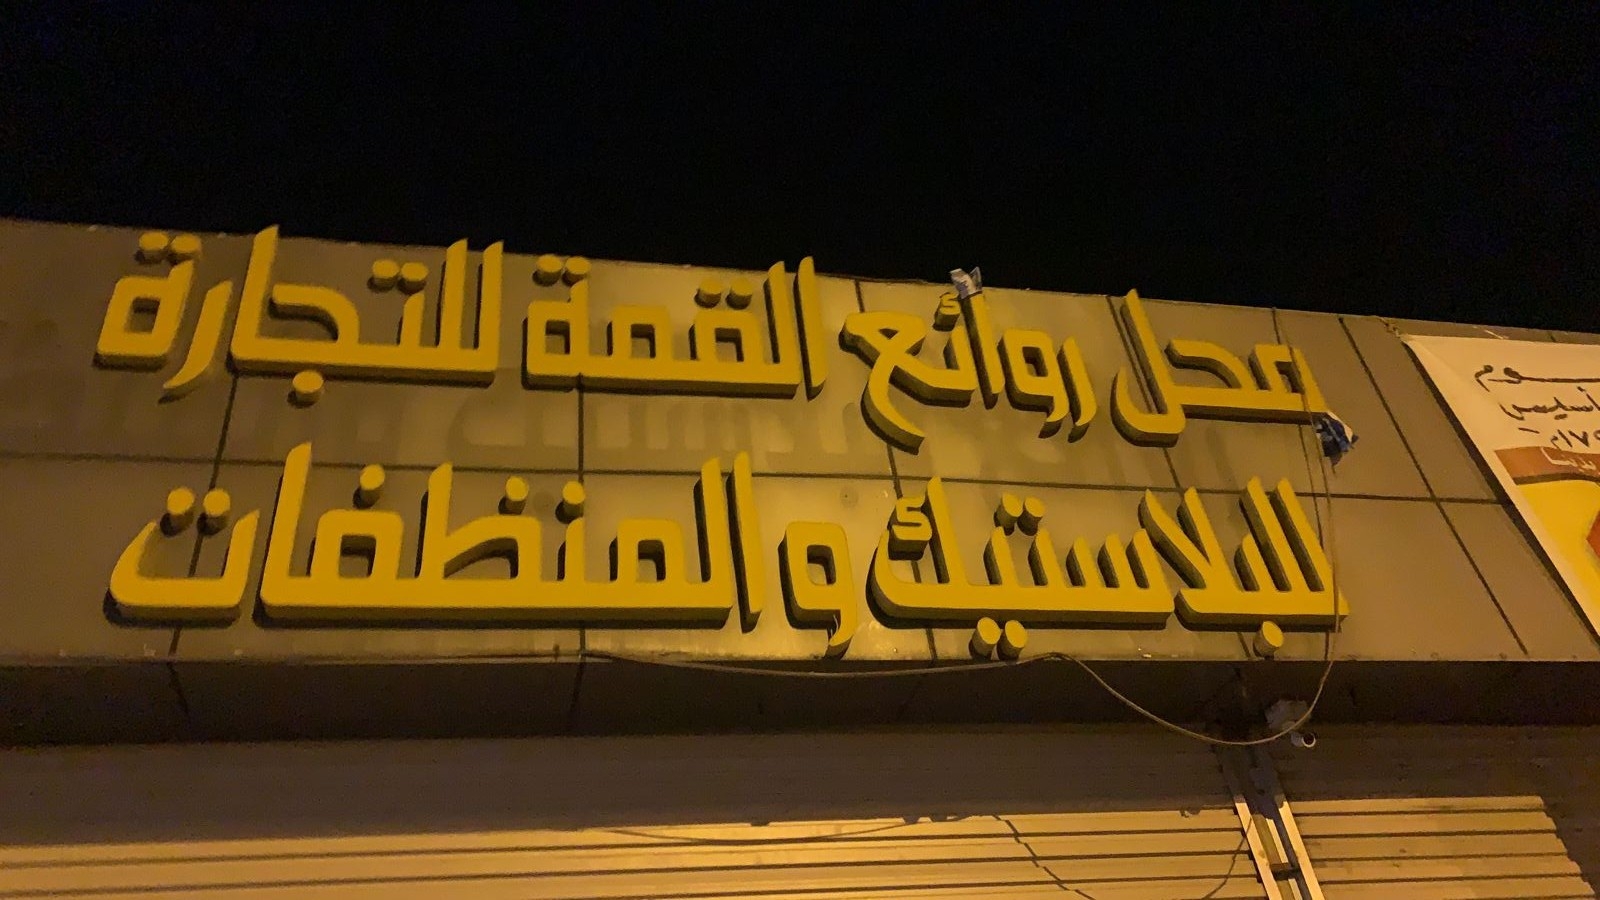 محل روائع القمة للتجارة
للبلاستيك والمنظفات